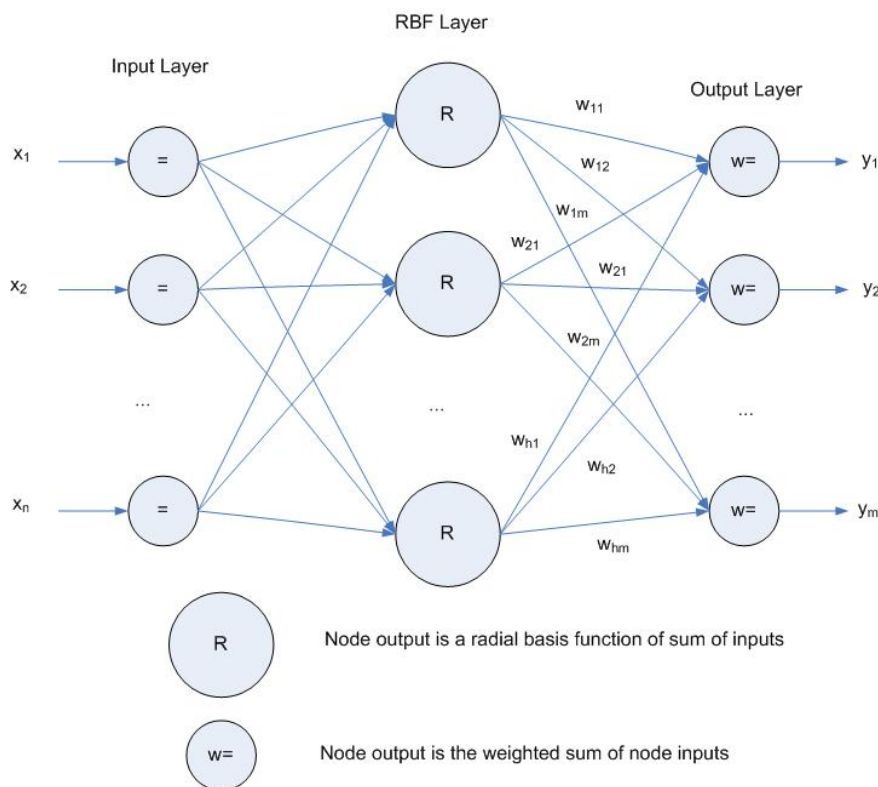 RBF Layer
Input Layer
Output Layer
x1
=
R
w11
w12
w1m
w=
y1
x2
=
R
w21
w21
w2m
w=
y2
...
...
...
xn
=
R
wh1
wh2
whm
w=
ym
R
Node output is a radial basis function of sum of inputs
w=
Node output is the weighted sum of node inputs